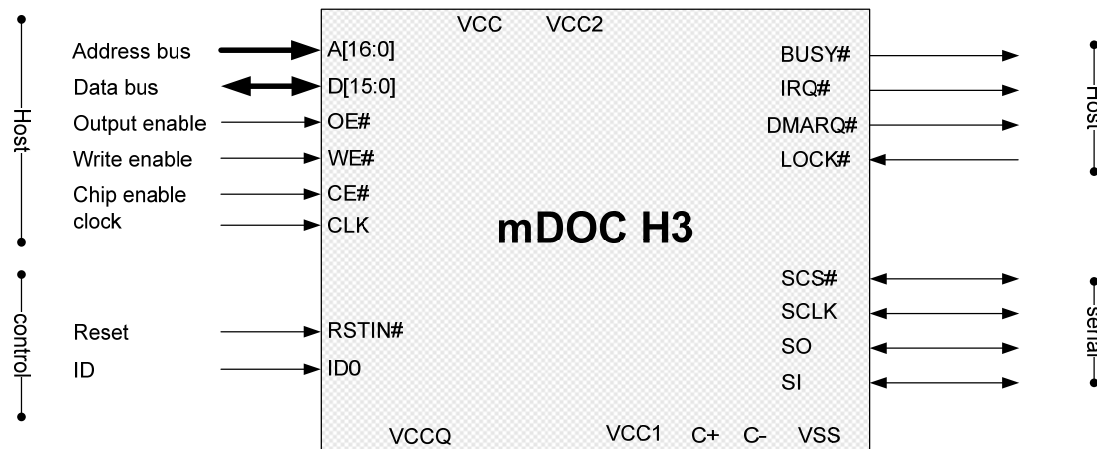 VCC VCC2
Address bus A[16:0] BUSY#
Data bus D[15:0] IRQ#
Output enable OE# DMARQ#
Write enable WE# LOCK#
Chip enable CE#
clock CLK
Host
Host
mDOC H3
SCS#
SCLK
Reset RSTIN# SO
ID ID0 SI
control
serial
VCCQ VCC1 C+ C- VSS